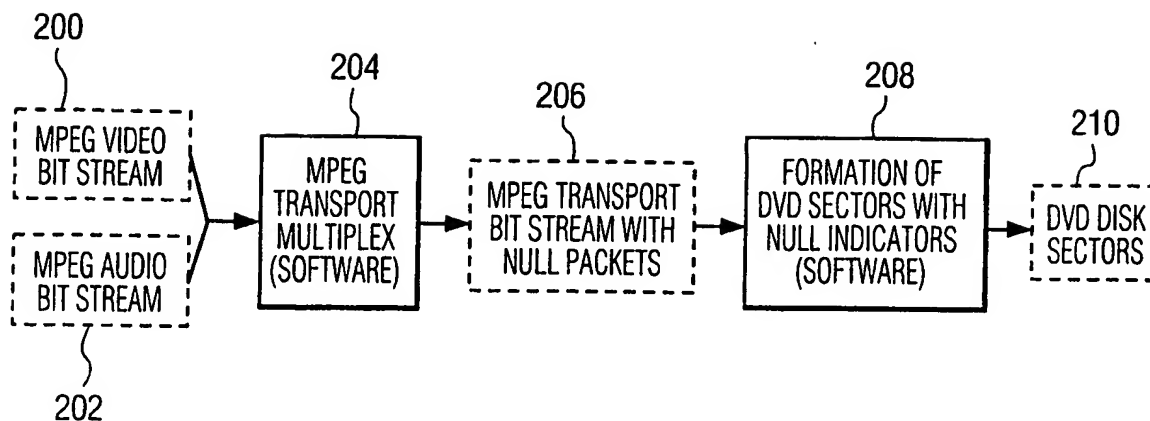 200
MPEG VIDEO
BIT STREAM
MPEG AUDIO
BIT STREAM
202
204
MPEG
TRANSPORT
MULTIPLEX
(SOFTWARE)
206
MPEG TRANSPORT
BIT STREAM WITH
NULL PACKETS
208
FORMATION OF
DVD SECTORS WITH
NULL INDICATORS
(SOFTWARE)
210
DVD DISK
SECTORS